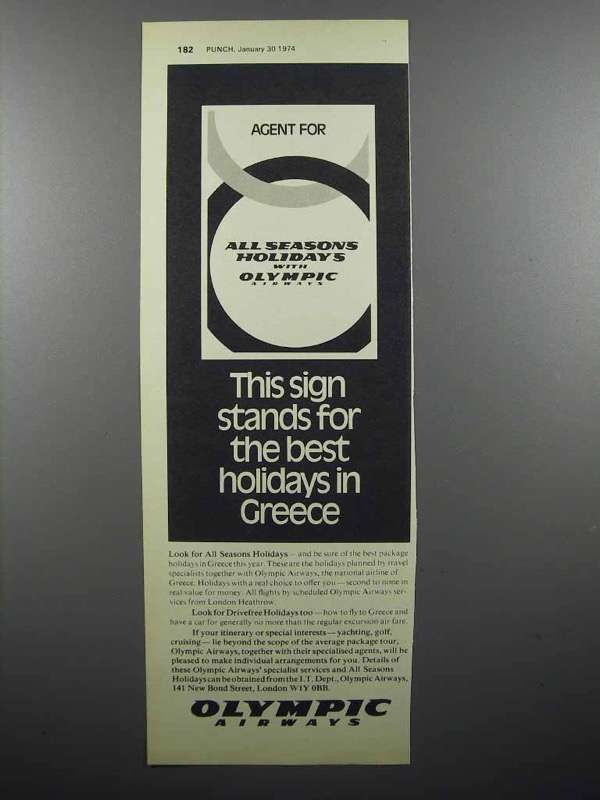 182 PUNCH, January 30 1974
AGENT FOR
ALL SEASONS
HOLIDAYS
WITH
OLYMPIC
AIRWAYS
This sign
stands for
the best
holidays in
Greece
Look for All Seasons Holidays – and be sure of the best package
holidays in Greece this year. These are the holidays planned by travel
specialists together with Olympic Airways, the national airline of
Greece. Holidays with a real choice to offer you – second to none in
real value for money. All flights by scheduled Olympic Airways ser-
vices from London Heathrow.
Look for Drivefree Holidays too – how to fly to Greece and
have a car for generally no more than the regular excursion air fare.
If your itinerary or special interests – yachting, golf,
cruising – lie beyond the scope of the average package tour,
Olympic Airways, together with their specialised agents, will be
pleased to make individual arrangements for you. Details of
these Olympic Airways' specialist services and All Seasons
Holidays can be obtained from the I.T. Dept., Olympic Airways,
141 New Bond Street, London W1Y 0BB.
OLYMPIC
AIRWAYS